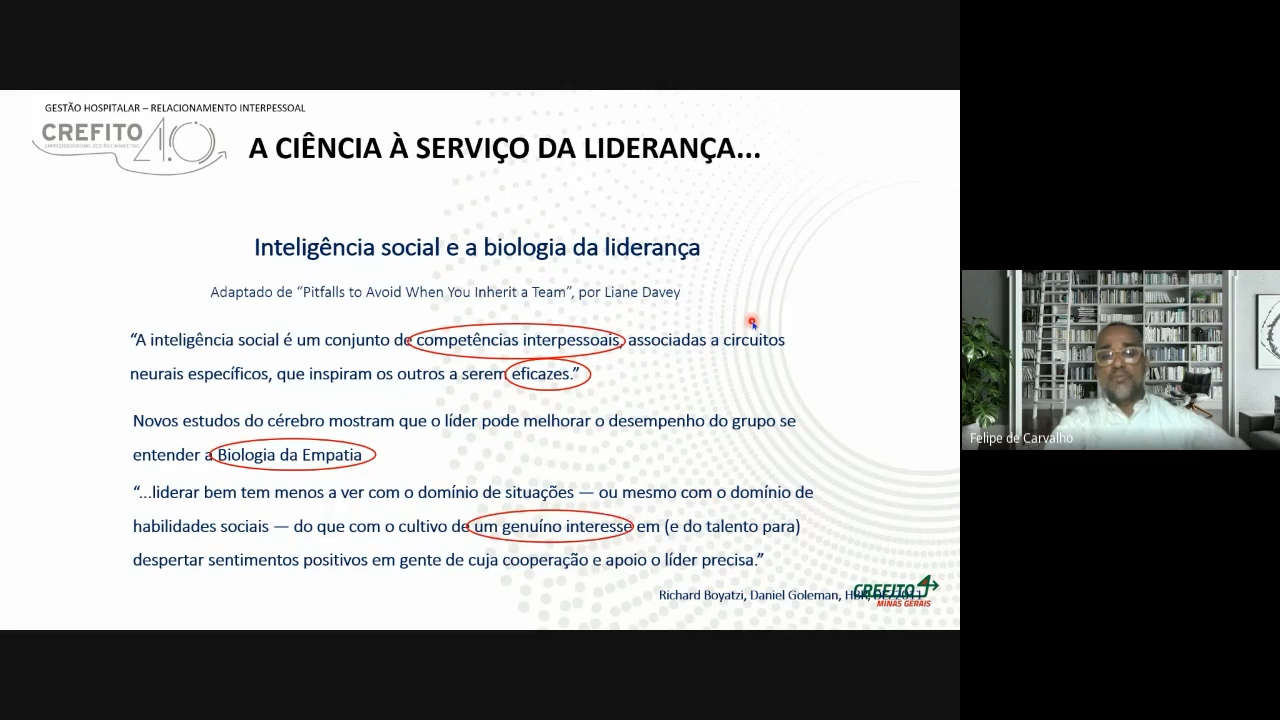 GESTÃO HOSPITALAR – RELACIONAMENTO INTERPESSOAL
CREFITO 4.0
EMPREENDEDORISMO, GESTÃO E MARKETING
A CIÊNCIA À SERVIÇO DA LIDERANÇA...
Inteligência social e a biologia da liderança
Adaptado de “Pitfalls to Avoid When You Inherit a Team”, por Liane Davey
“A inteligência social é um conjunto de competências interpessoais, associadas a circuitos
neurais específicos, que inspiram os outros a serem eficazes.”
Novos estudos do cérebro mostram que o líder pode melhorar o desempenho do grupo se
entender a Biologia da Empatia
“...liderar bem tem menos a ver com o domínio de situações — ou mesmo com o domínio de
habilidades sociais — do que com o cultivo de um genuíno interesse em (e do talento para)
despertar sentimentos positivos em gente de cuja cooperação e apoio o líder precisa.”
Richard Boyatzi, Daniel Goleman,
CREFITO4
MINAS GERAIS
Felipe de Carvalho